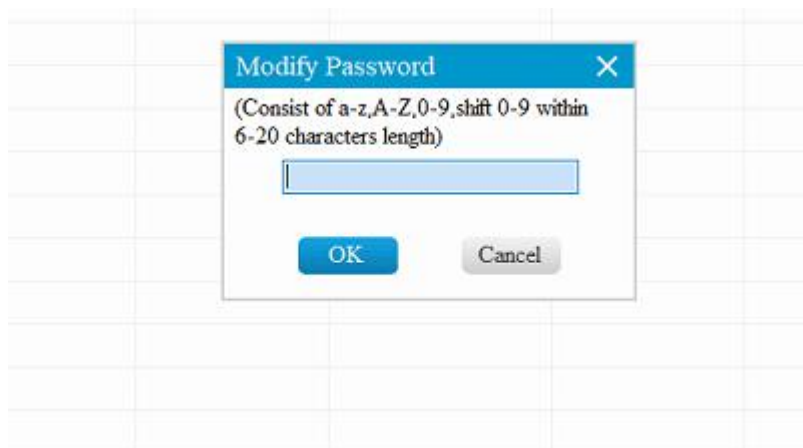 Modify Password
(Consist of a-z,A-Z,0-9,shift 0-9 within
6-20 characters length)
OK
Cancel